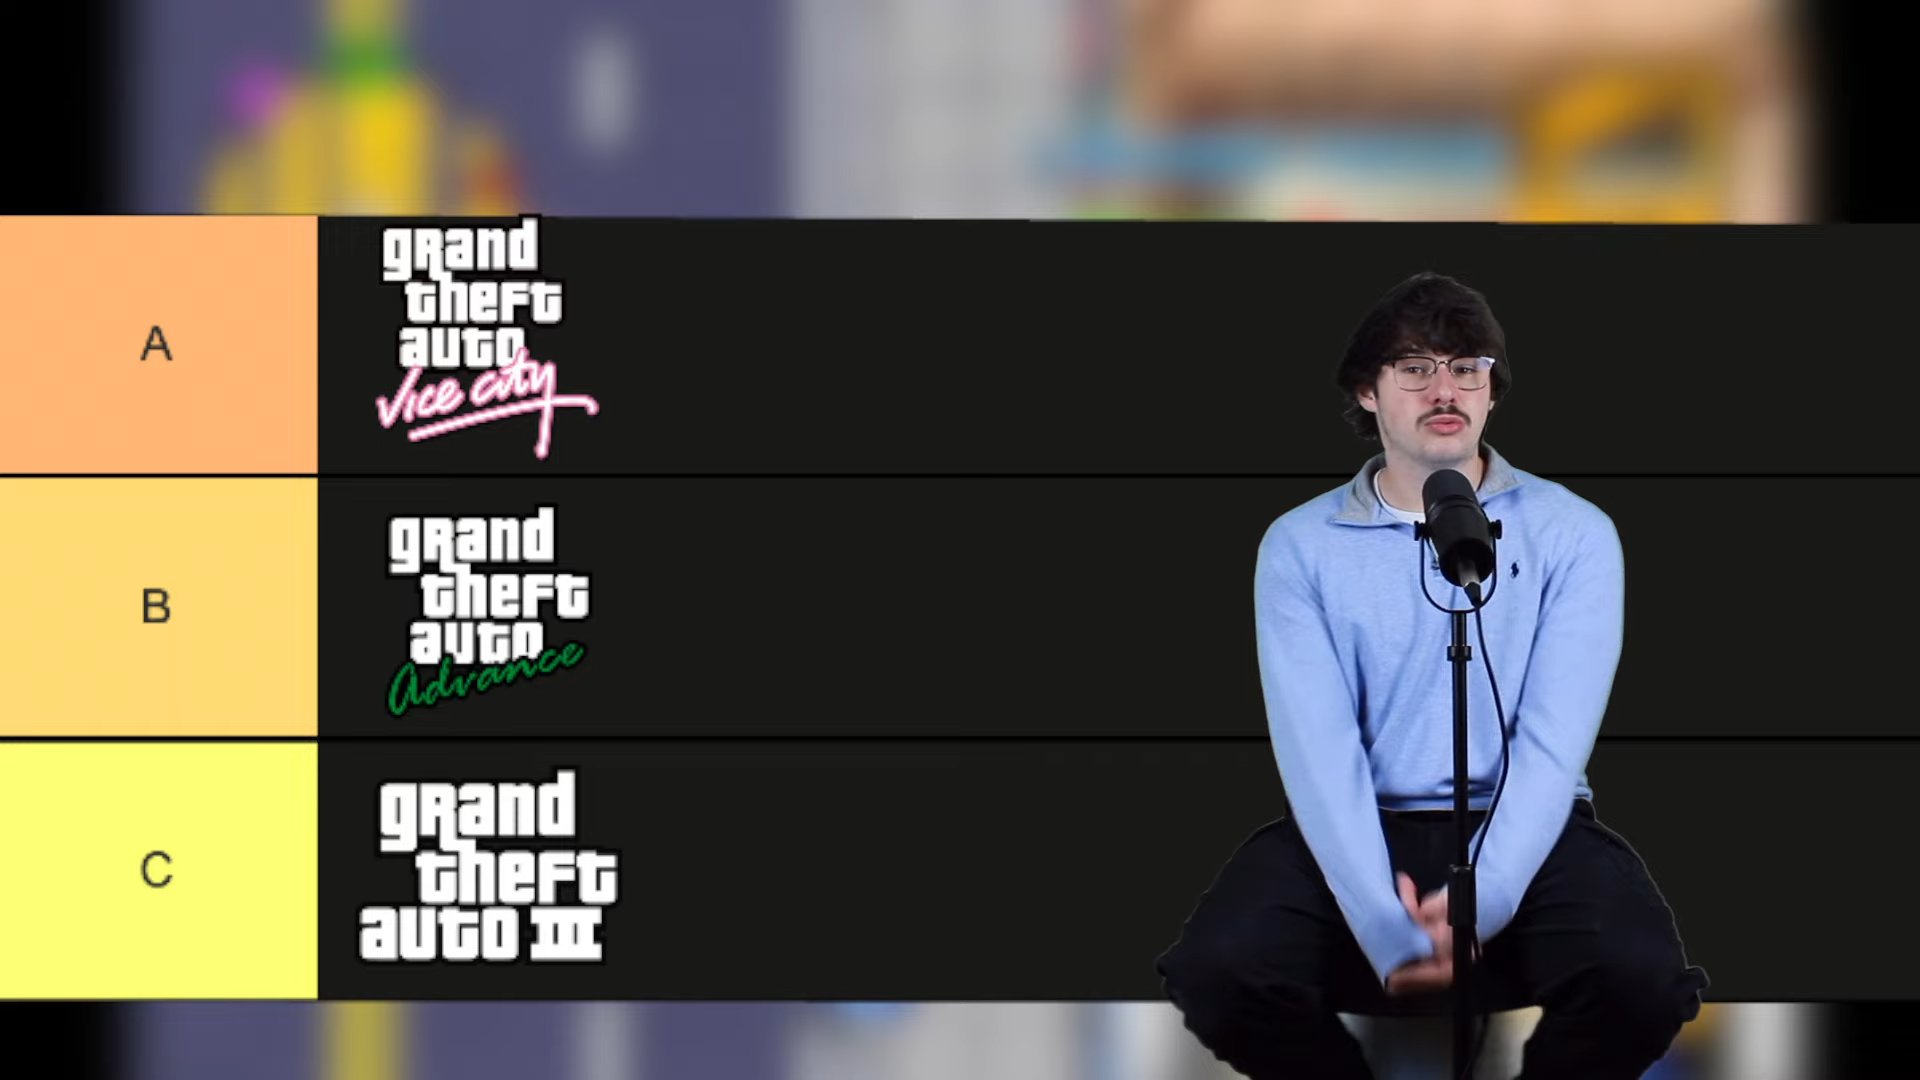 A
grand
theft
auto
vice city
B
grand
theft
auto
Advance
C
grand
theft
auto III